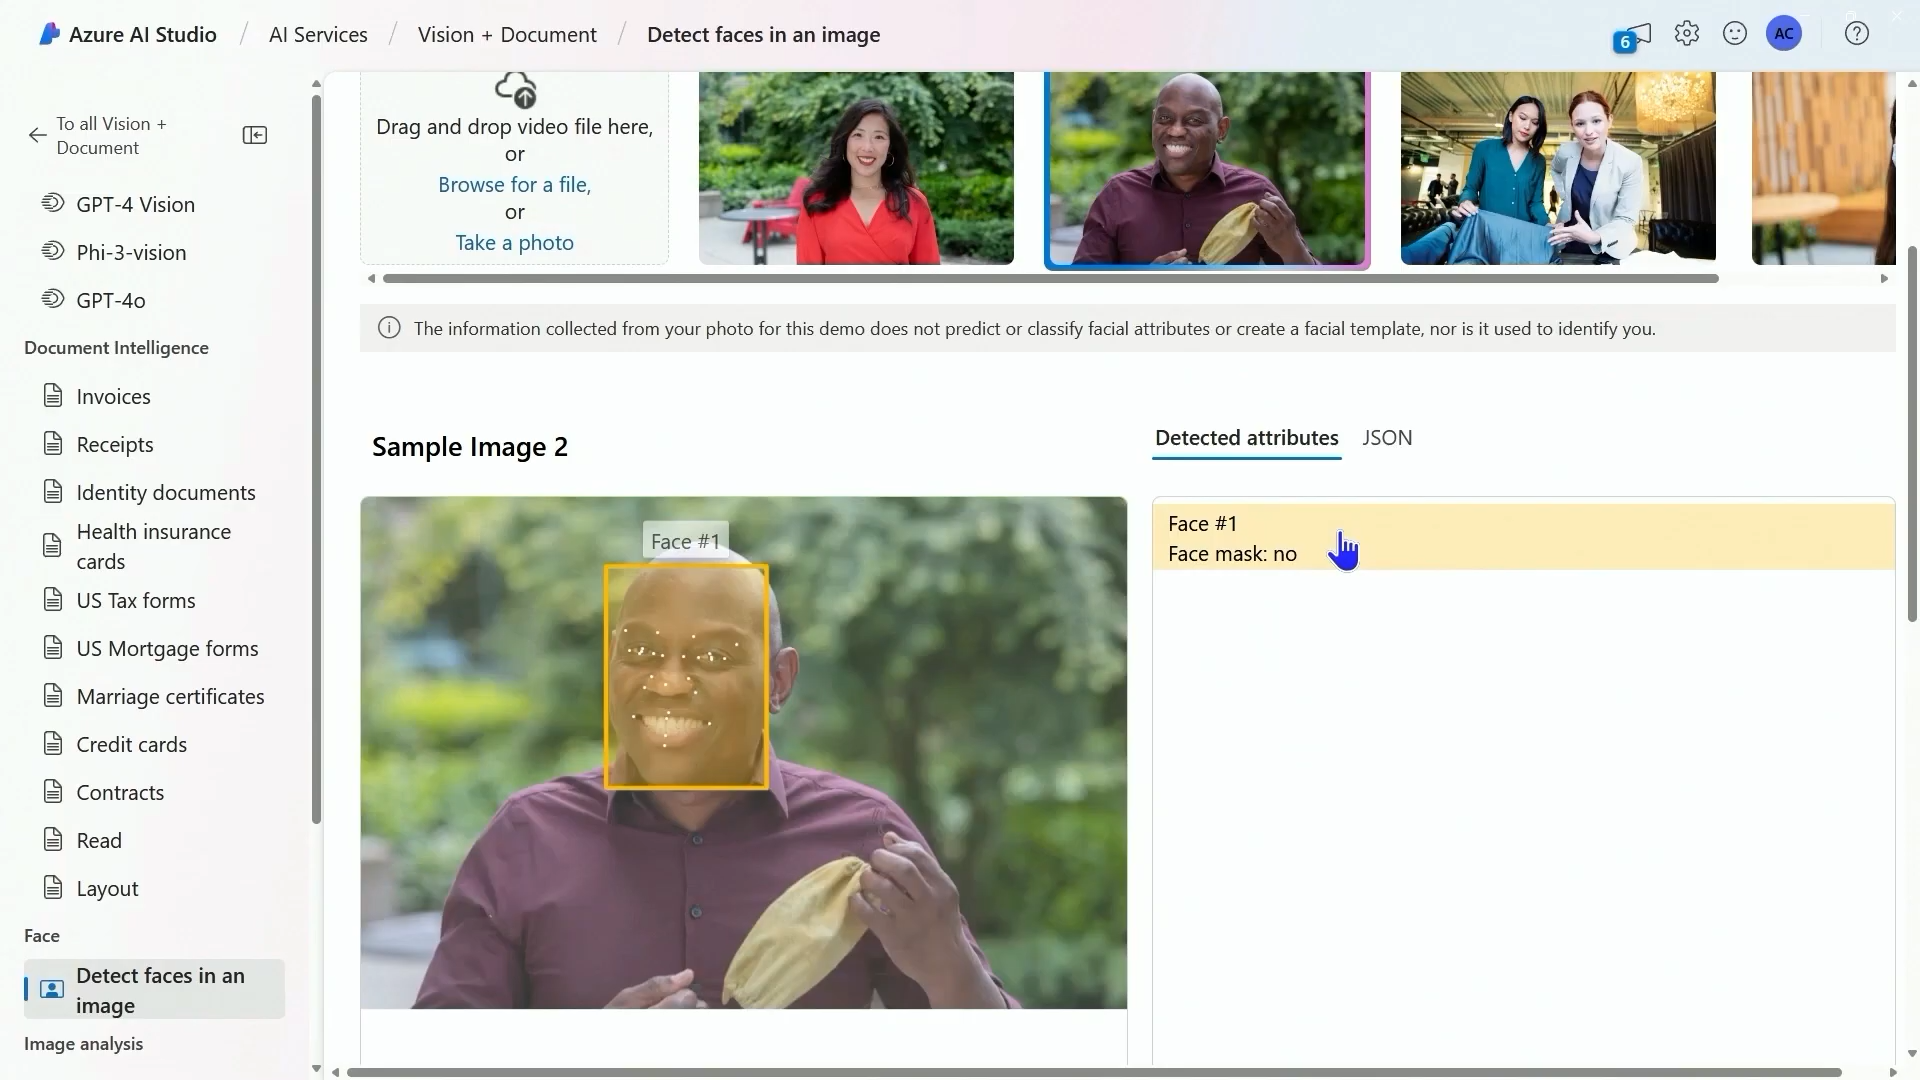 Azure AI Studio / AI Services / Vision + Document / Detect faces in an image
6
AC
To all Vision +
Document
GPT-4 Vision
Phi-3-vision
GPT-4o
Document Intelligence
Invoices
Receipts
Identity documents
Health insurance
cards
US Tax forms
US Mortgage forms
Marriage certificates
Credit cards
Contracts
Read
Layout
Face
Detect faces in an
image
Image analysis
Drag and drop video file here,
or
Browse for a file,
or
Take a photo
The information collected from your photo for this demo does not predict or classify facial attributes or create a facial template, nor is it used to identify you.
Sample Image 2
Face #1
Detected attributes
JSON
Face #1
Face mask: no